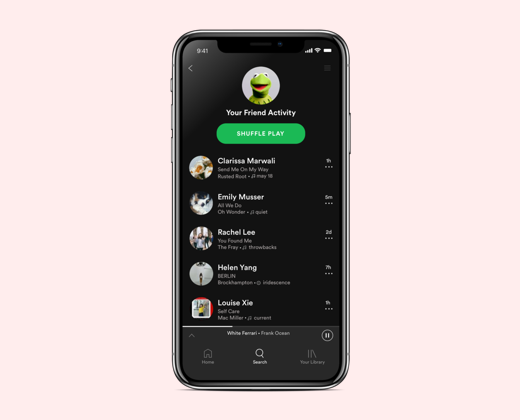 9:41
Your Friend Activity
SHUFFLE PLAY
Clarissa Marwali
1h
Send Me On My Way
Rusted Root • may 18
Emily Musser
5m
All We Do
Oh Wonder • quiet
Rachel Lee
2d
You Found Me
The Fray • throwbacks
Helen Yang
7h
BERLIN
Brockhampton • iridescence
Louise Xie
1h
Self Care
Mac Miller • current
White Ferrari • Frank Ocean
Home
Search
Your Library